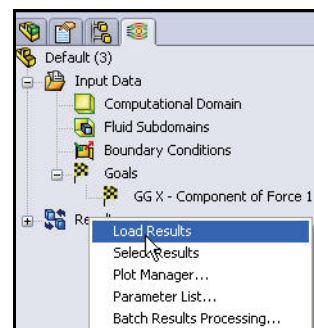 Default (3)
Input Data
Computational Domain
Fluid Subdomains
Boundary Conditions
Goals
GG X - Component of Force 1
Load Results
Select Results
Plot Manager...
Parameter List...
Batch Results Processing...